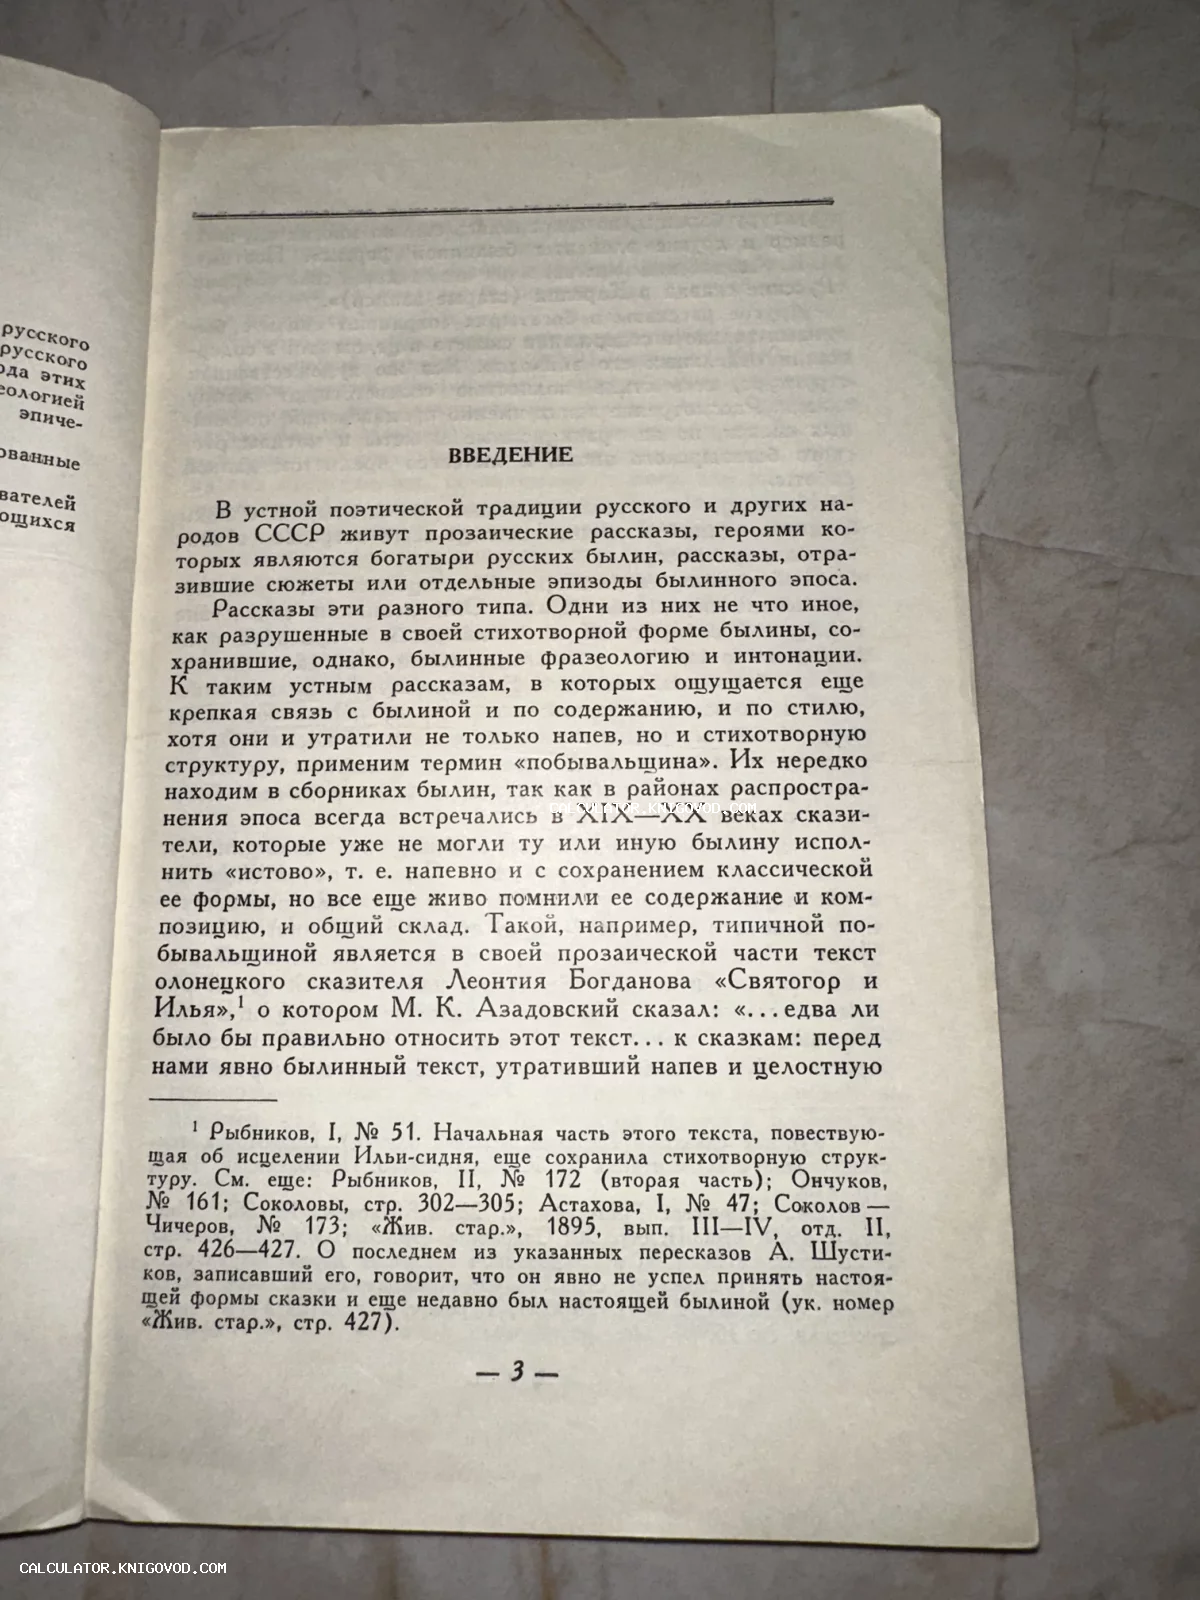 русского
русского
этих
эпиче-
ВВЕДЕНИЕ
В устной поэтической традиции русского и других на-
родов СССР живут прозаические рассказы, героями ко-
торых являются богатыри русских былин, рассказы, отра-
зившие сюжеты или отдельные эпизоды былинного эпоса.
Рассказы эти разного типа. Одни из них не что иное,
как разрушенные в своей стихотворной форме былины, со-
хранившие, однако, былинные фразеологию и интонации.
К таким устным рассказам, в которых ощущается еще
крепкая связь с былиной и по содержанию, и по стилю,
хотя они и утратили не только напев, но и стихотворную
структуру, применим термин «побывальщина». Их нередко
находим в сборниках былин, так как в районах распростра-
CALCULATOR.KNIGOVOD.COM
нения эпоса всегда встречались в XIX—XX веках скази-
тели, которые уже не могли ту или иную былину испол-
нить «истово», т. е. напевно и с сохранением классической
ее формы, но все еще живо помнили ее содержание и ком-
позицию, и общий склад. Такой, например, типичной по-
бывальщиной является в своей прозаической части текст
олонецкого сказителя Леонтия Богданова «Святогор и
Илья»,¹ о котором М. К. Азадовский сказал: «...едва ли
было бы правильно относить этот текст... к сказкам: перед
нами явно былинный текст, утративший напев и целостную
¹ Рыбников, I, № 51. Начальная часть этого текста, повествую-
щая об исцелении Ильи-сидня, еще сохранила стихотворную струк-
туру. См. еще: Рыбников, II, № 172 (вторая часть); Ончуков,
№ 161; Соколовы, стр. 302—305; Астахова, I, № 47; Соколов —
Чичеров, № 173; «Жив. стар.», 1895, вып. III—IV, отд. II,
стр. 426—427. О последнем из указанных пересказов А. Шусти-
ков, записавший его, говорит, что он явно не успел принять настоя-
щей формы сказки и еще недавно был настоящей былиной (ук. номер
«Жив. стар.», стр. 427).
— 3 —
CALCULATOR.KNIGOVOD.COM